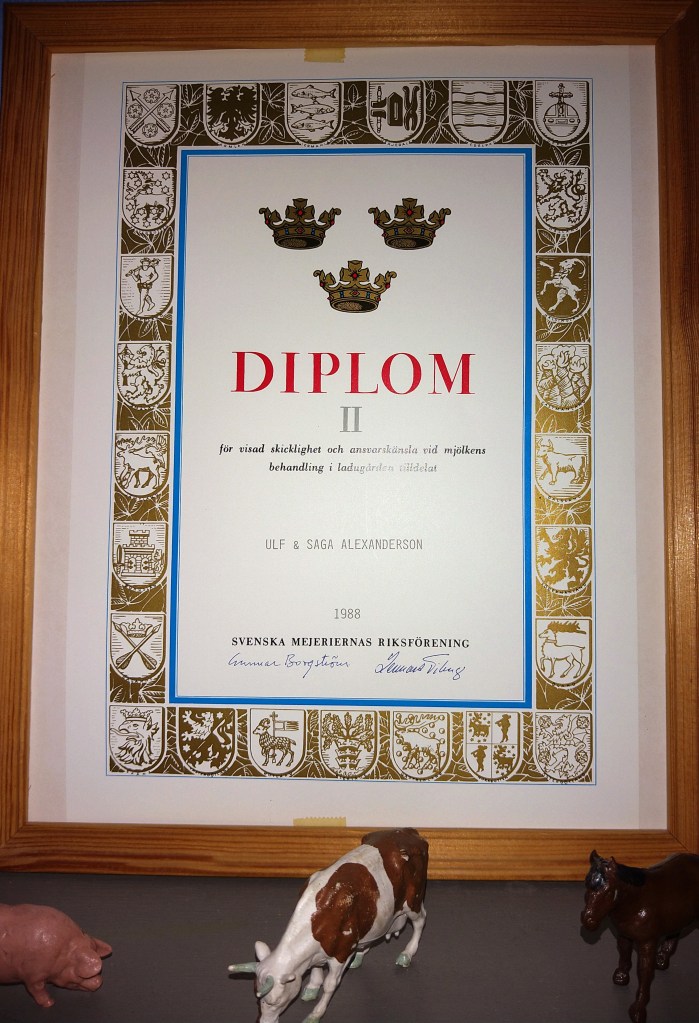 DIPLOM
II
för visad skicklighet och ansvarskänsla vid mjölkens
behandling i ladugården tilldelat
ULF & SAGA ALEXANDERSON
1988
SVENSKA MEJERIERNAS RIKSFÖRENING
Gunnar Borgström